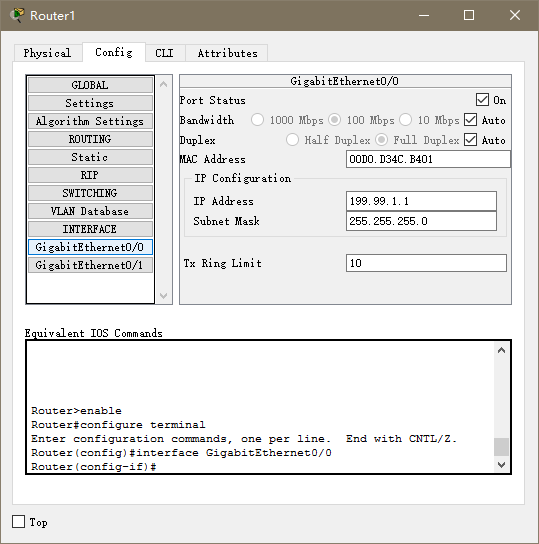 Router1
Physical Config CLI Attributes
GLOBAL
Settings
Algorithm Settings
ROUTING
Static
RIP
SWITCHING
VLAN Database
INTERFACE
GigabitEthernet0/0
GigabitEthernet0/1
GigabitEthernet0/0
Port Status On
Bandwidth 1000 Mbps 100 Mbps 10 Mbps Auto
Duplex Half Duplex Full Duplex Auto
MAC Address 00D0.D34C.B401
IP Configuration
IP Address 199.99.1.1
Subnet Mask 255.255.255.0
Tx Ring Limit 10
Equivalent IOS Commands
Router>enable
Router#configure terminal
Enter configuration commands, one per line.  End with CNTL/Z.
Router(config)#interface GigabitEthernet0/0
Router(config-if)#
Top